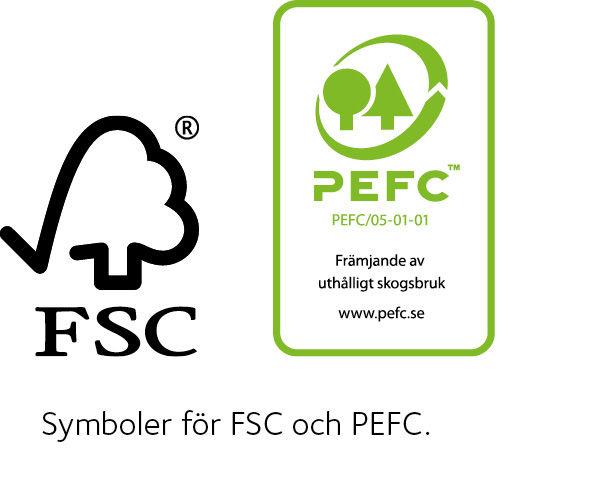 ®
FSC
PEFC™
PEFC/05-01-01
Främjande av
uthålligt skogsbruk
www.pefc.se
Symboler för FSC och PEFC.